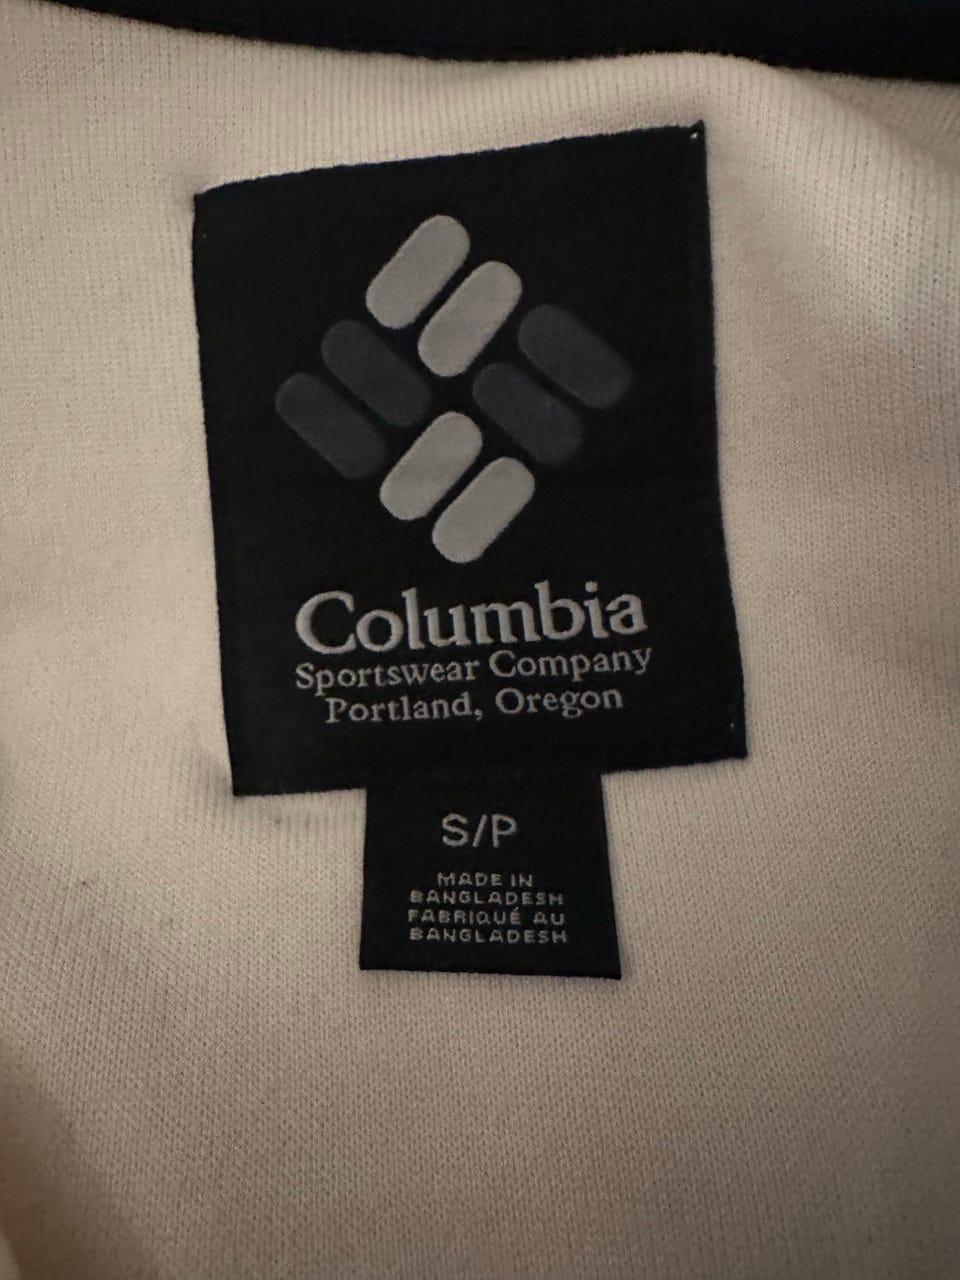 Columbia
Sportswear Company
Portland, Oregon
S/P
MADE IN
BANGLADESH
FABRIQUÉ AU
BANGLADESH